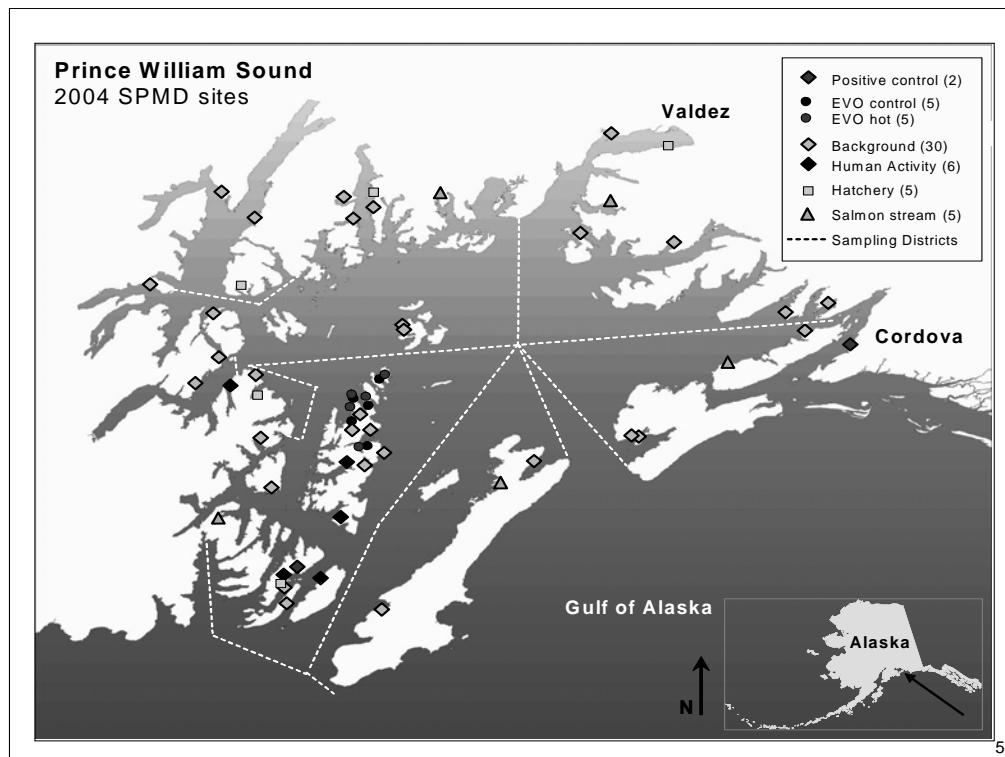 Prince William Sound
2004 SPMD sites
Valdez
Positive control (2)
EVO control (5)
EVO hot (5)
Background (30)
Human Activity (6)
Hatchery (5)
Salmon stream (5)
Sampling Districts
Cordova
Gulf of Alaska
Alaska
N
5